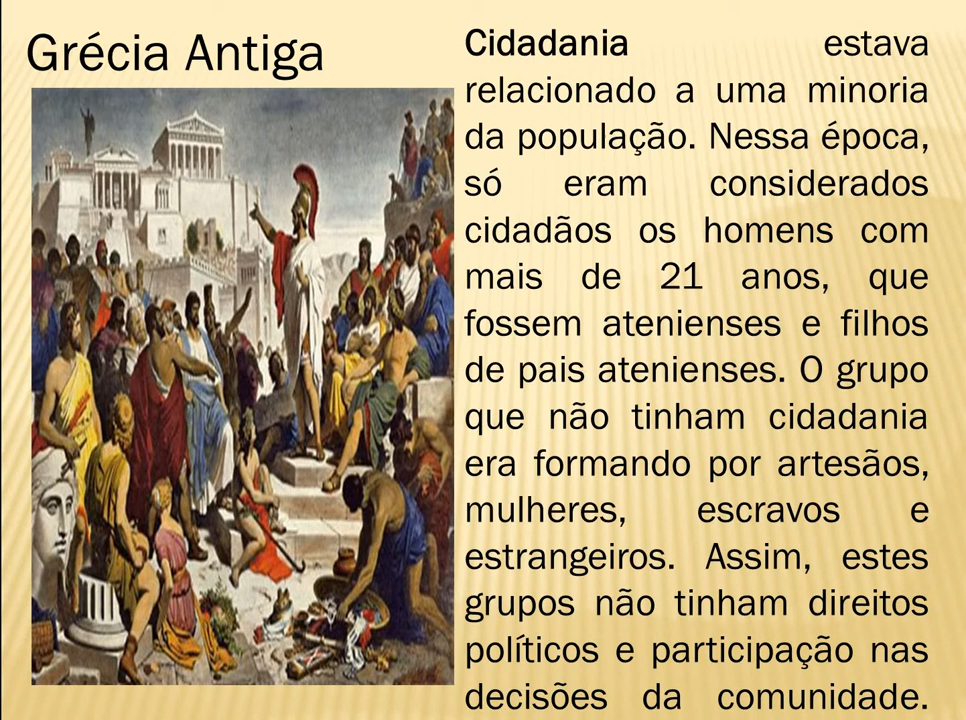 Grécia Antiga
Cidadania estava
relacionado a uma minoria
da população. Nessa época,
só eram considerados
cidadãos os homens com
mais de 21 anos, que
fossem atenienses e filhos
de pais atenienses. O grupo
que não tinham cidadania
era formando por artesãos,
mulheres, escravos e
estrangeiros. Assim, estes
grupos não tinham direitos
políticos e participação nas
decisões da comunidade.